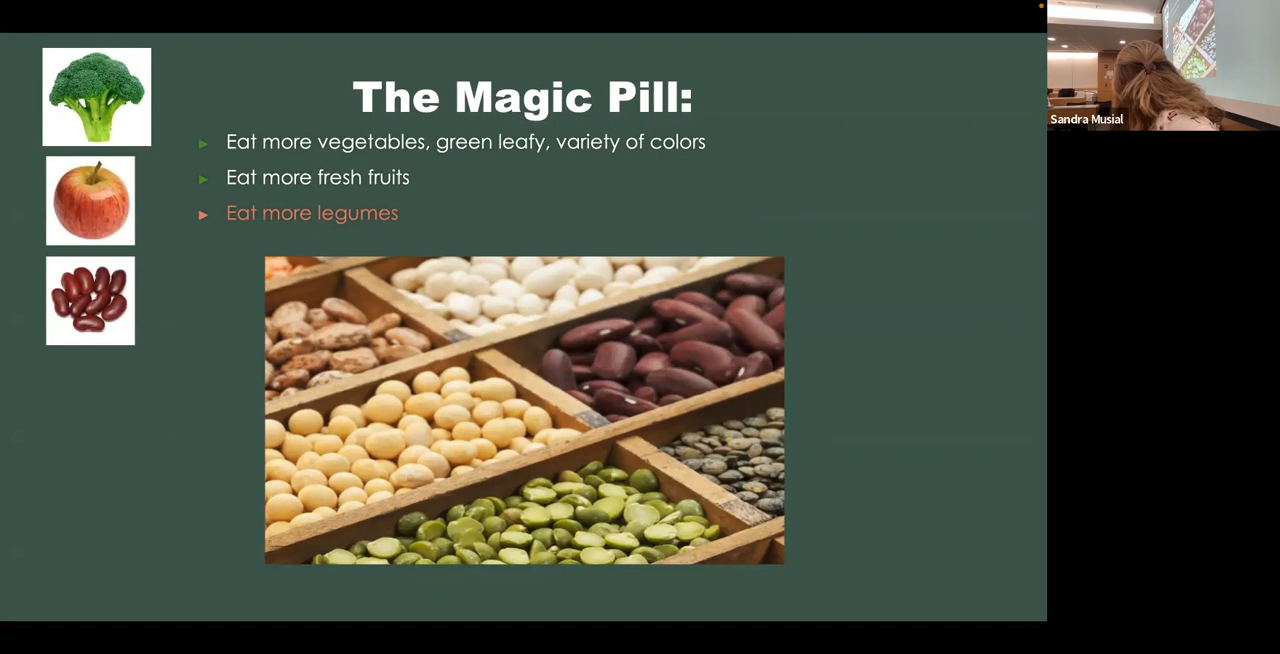 The Magic Pill:
Eat more vegetables, green leafy, variety of colors
Eat more fresh fruits
Eat more legumes
Sandra Musial